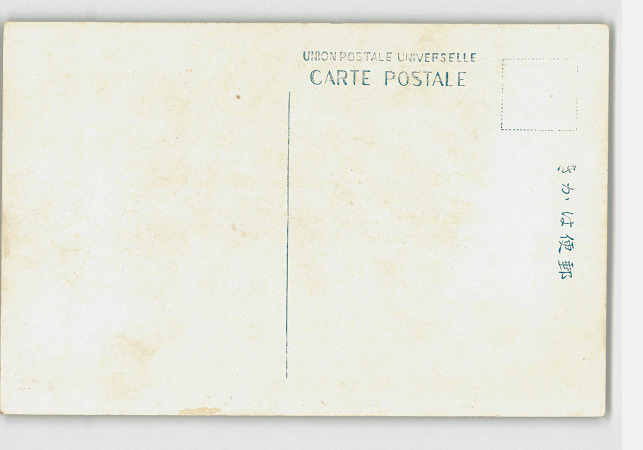 UNION POSTALE UNIVERSELLE
CARTE POSTALE
きかは便郵